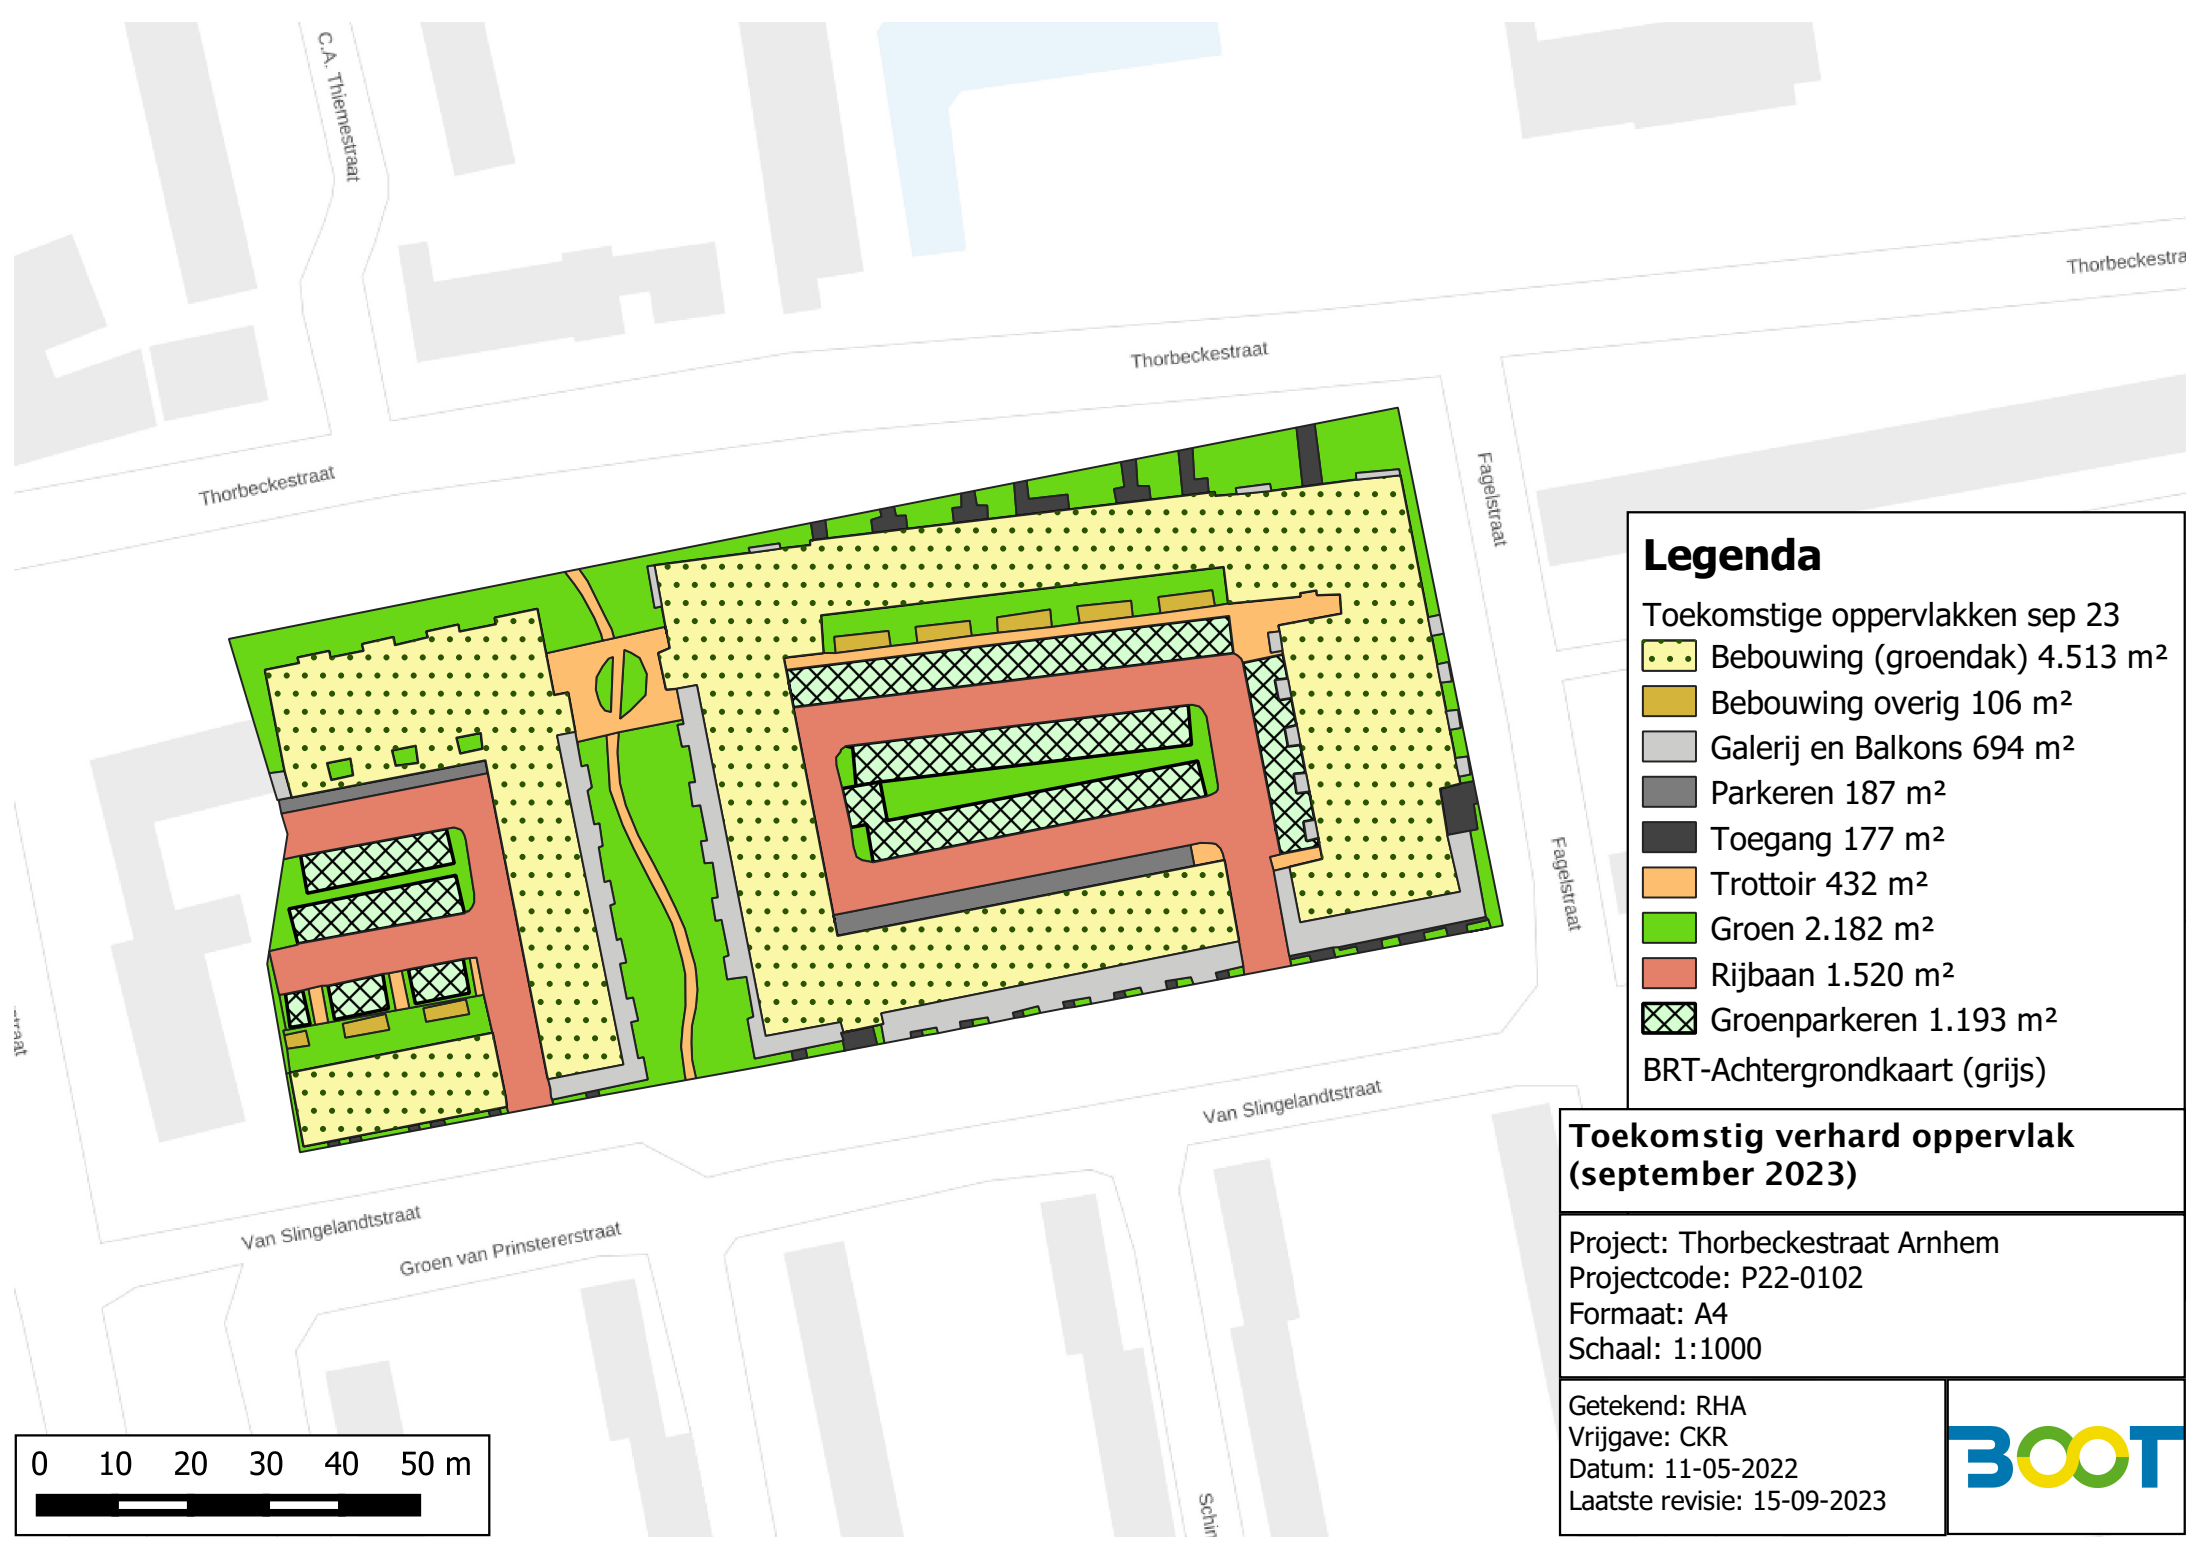 C.A. Thiemestraat
Thorbeckestra
Thorbeckestraat
Thorbeckestraat
Fagelstraat
Fagelstraat
straat
Van Slingelandtstraat
Van Slingelandtstraat
Groen van Prinstererstraat
Schim
Legenda
Toekomstige oppervlakken sep 23
Bebouwing (groendak) 4.513 m²
Bebouwing overig 106 m²
Galerij en Balkons 694 m²
Parkeren 187 m²
Toegang 177 m²
Trottoir 432 m²
Groen 2.182 m²
Rijbaan 1.520 m²
Groenparkeren 1.193 m²
BRT-Achtergrondkaart (grijs)
Toekomstig verhard oppervlak
(september 2023)
Project: Thorbeckestraat Arnhem
Projectcode: P22-0102
Formaat: A4
Schaal: 1:1000
Getekend: RHA
Vrijgave: CKR
Datum: 11-05-2022
Laatste revisie: 15-09-2023
BOOT
0 10 20 30 40 50 m